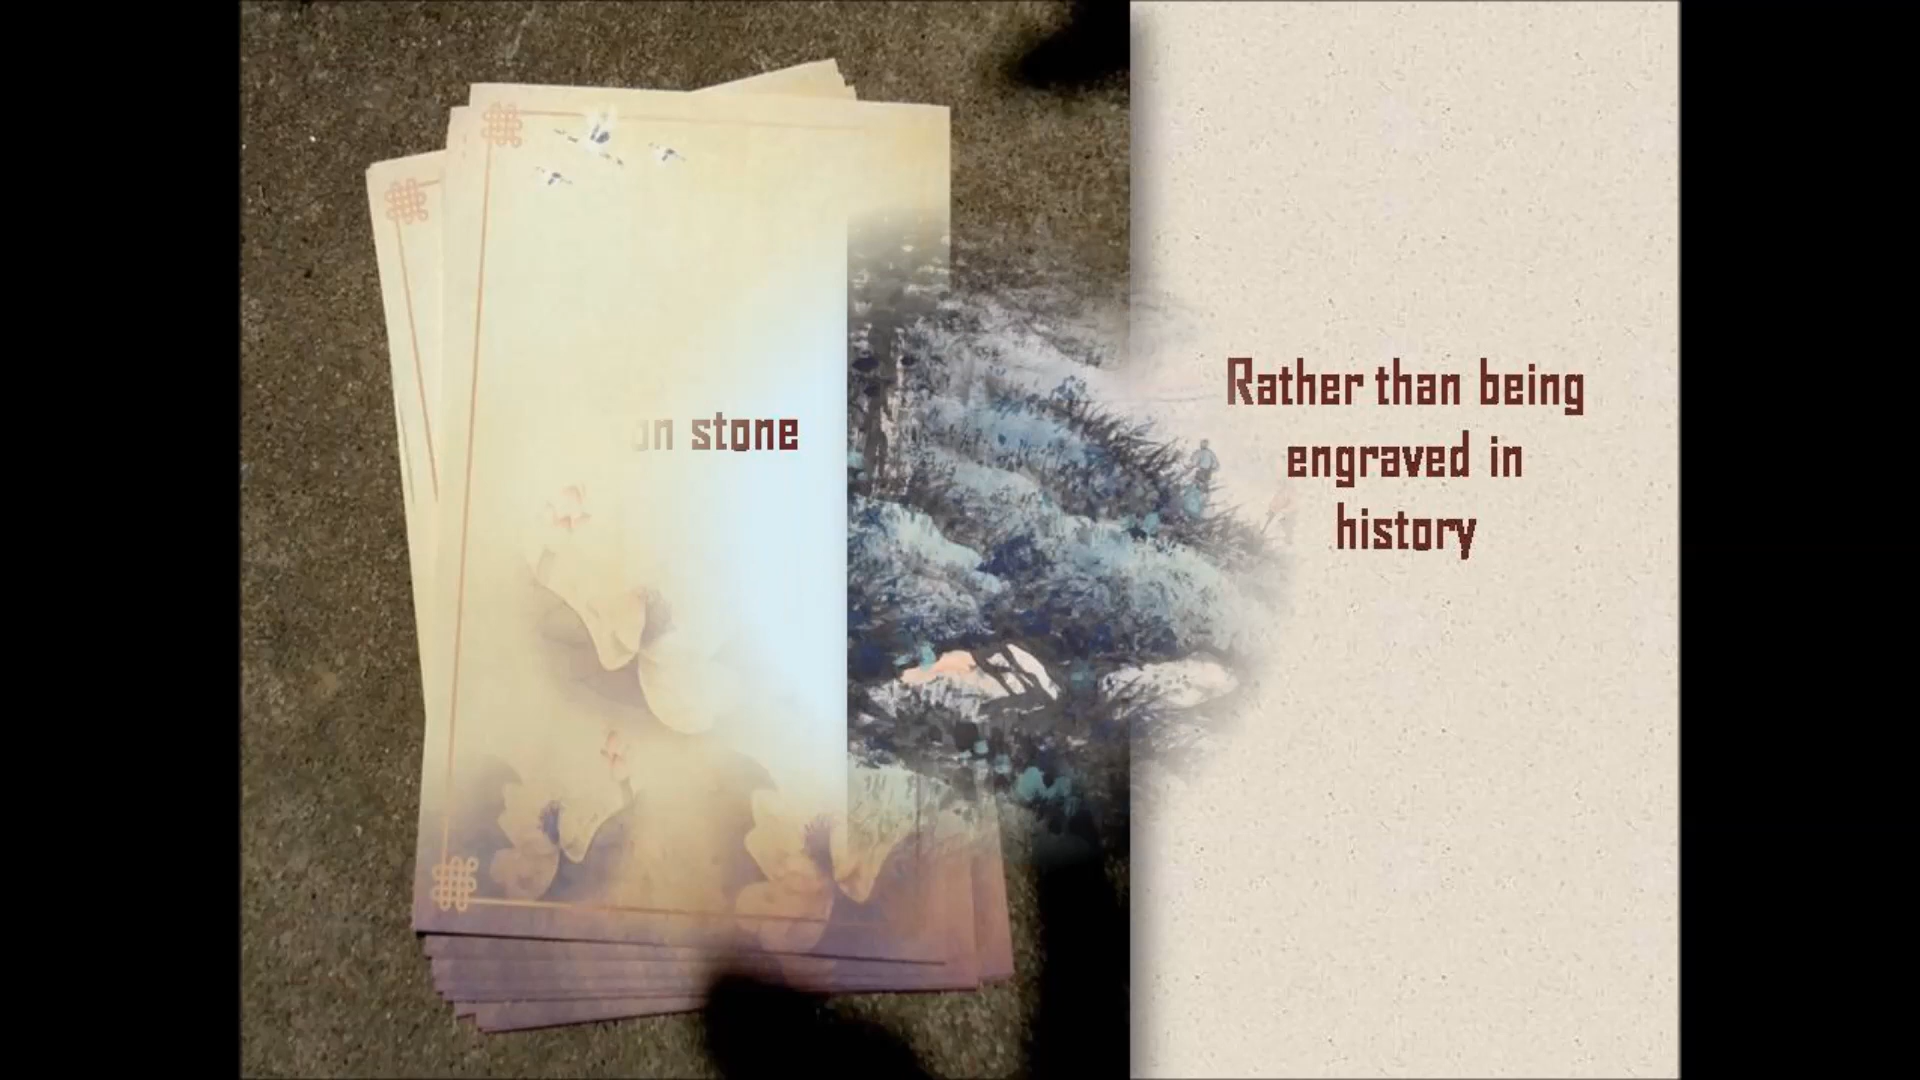 on stone
Rather than being
engraved in
history